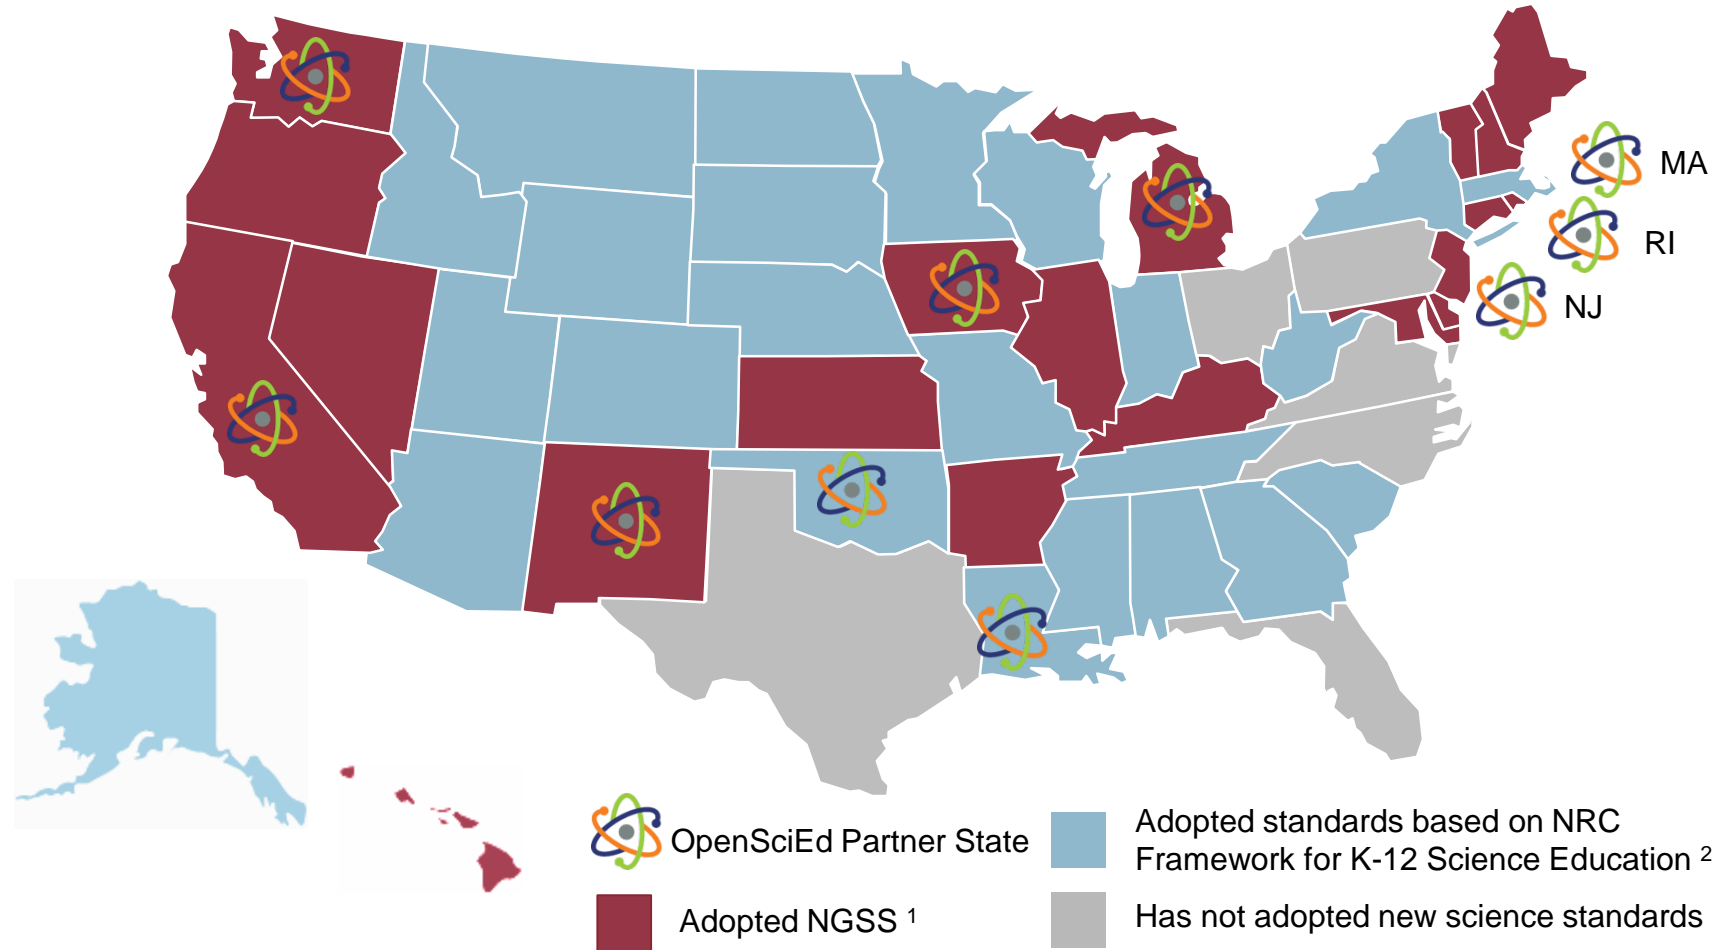 MA
RI
NJ
OpenSciEd Partner State
Adopted NGSS ¹
Adopted standards based on NRC
Framework for K-12 Science Education ²
Has not adopted new science standards